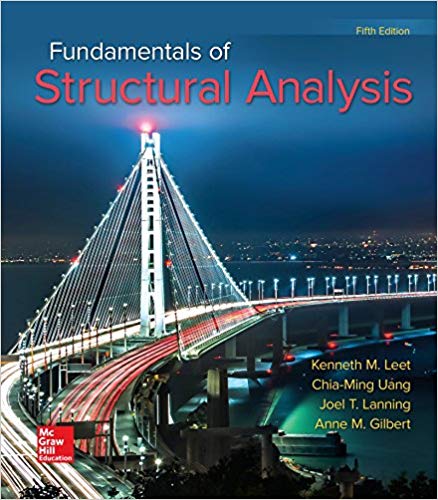 Fifth Edition
Fundamentals of
Structural Analysis
Kenneth M. Leet
Chia-Ming Uang
Joel T. Lanning
Anne M. Gilbert
Mc
Graw
Hill
Education